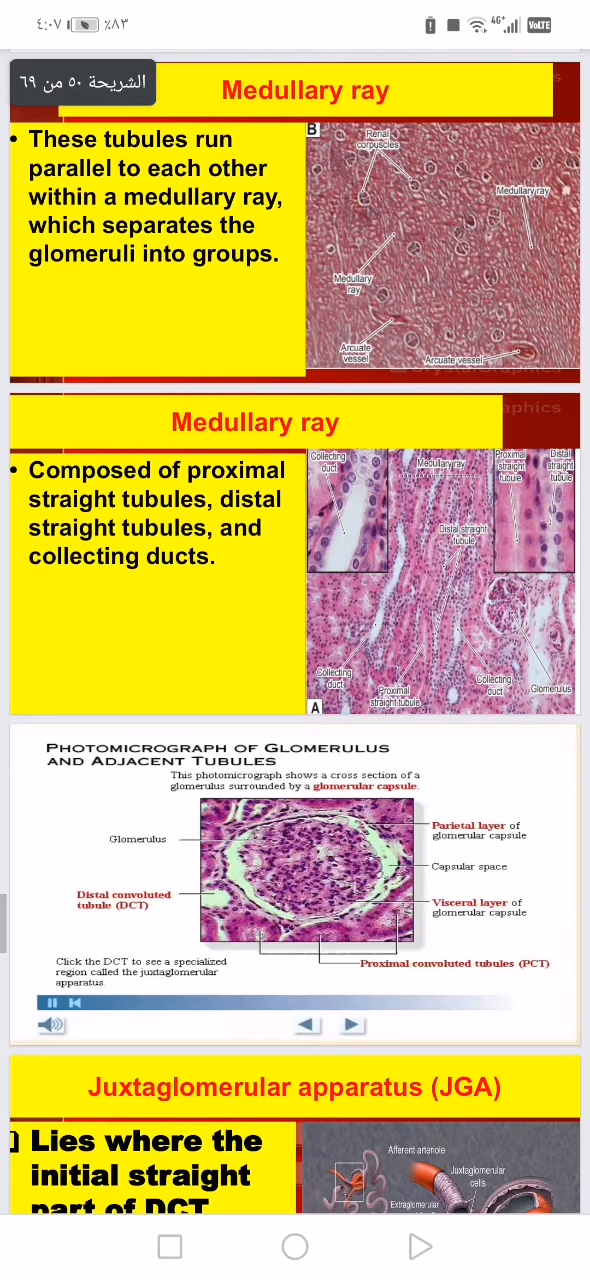 ٤:٠٧
٪٨٣
4G+
VoLTE
الشريحة ٥٠ من ٦٩
Medullary ray
• These tubules run
parallel to each other
within a medullary ray,
which separates the
glomeruli into groups.
B
Renal
corpuscles
Medullary ray
Medullary
ray
Arcuate
vessel
Arcuate vessel
Medullary ray
• Composed of proximal
straight tubules, distal
straight tubules, and
collecting ducts.
Collecting
duct
Medullary ray
Proximal
straight
tubule
Distal
straight
tubule
Distal straight
tubule
Collecting
duct
Proximal
straight tubule
Collecting
duct
Glomerulus
A
PHOTOMICROGRAPH OF GLOMERULUS
AND ADJACENT TUBULES
This photomicrograph shows a cross section of a
glomerulus surrounded by a glomerular capsule.
Glomerulus
Parietal layer of
glomerular capsule
Capsular space
Distal convoluted
tubule (DCT)
Visceral layer of
glomerular capsule
Click the DCT to see a specialized
region called the juxtaglomerular
apparatus.
Proximal convoluted tubules (PCT)
Juxtaglomerular apparatus (JGA)
Lies where the
initial straight
part of DCT
Afferent arteriole
Juxtaglomerular
cells
Extraglomerular